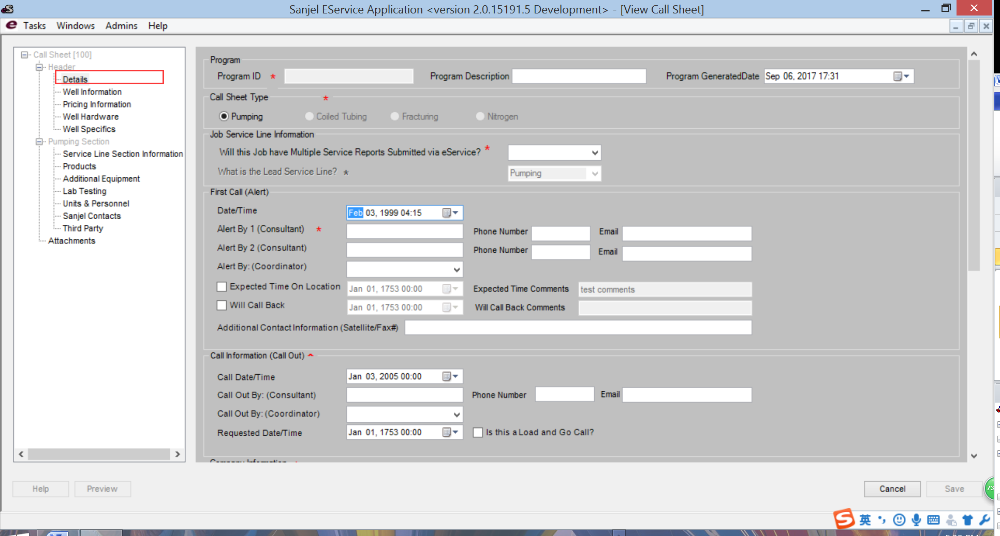 Sanjel EService Application <version 2.0.15191.5 Development> - [View Call Sheet]
Tasks Windows Admins Help
Call Sheet [100]
Header
Details
Well Information
Pricing Information
Well Hardware
Well Specifics
Pumping Section
Service Line Section Information
Products
Additional Equipment
Lab Testing
Units & Personnel
Sanjel Contacts
Third Party
Attachments
Program
Program ID * Program Description Program GeneratedDate Sep 06, 2017 17:31
Call Sheet Type *
Pumping Coiled Tubing Fracturing Nitrogen
Job Service Line Information
Will this Job have Multiple Service Reports Submitted via eService? *
What is the Lead Service Line? * Pumping
First Call (Alert)
Date/Time Feb 03, 1999 04:15
Alert By 1 (Consultant) * Phone Number Email
Alert By 2 (Consultant) Phone Number Email
Alert By: (Coordinator)
Expected Time On Location Jan 01, 1753 00:00 Expected Time Comments test comments
Will Call Back Jan 01, 1753 00:00 Will Call Back Comments
Additional Contact Information (Satellite/Fax#)
Call Information (Call Out)
Call Date/Time Jan 03, 2005 00:00
Call Out By: (Consultant) Phone Number Email
Call Out By: (Coordinator)
Requested Date/Time Jan 01, 1753 00:00 Is this a Load and Go Call?
Company Information
Help Preview Cancel Save
73
英